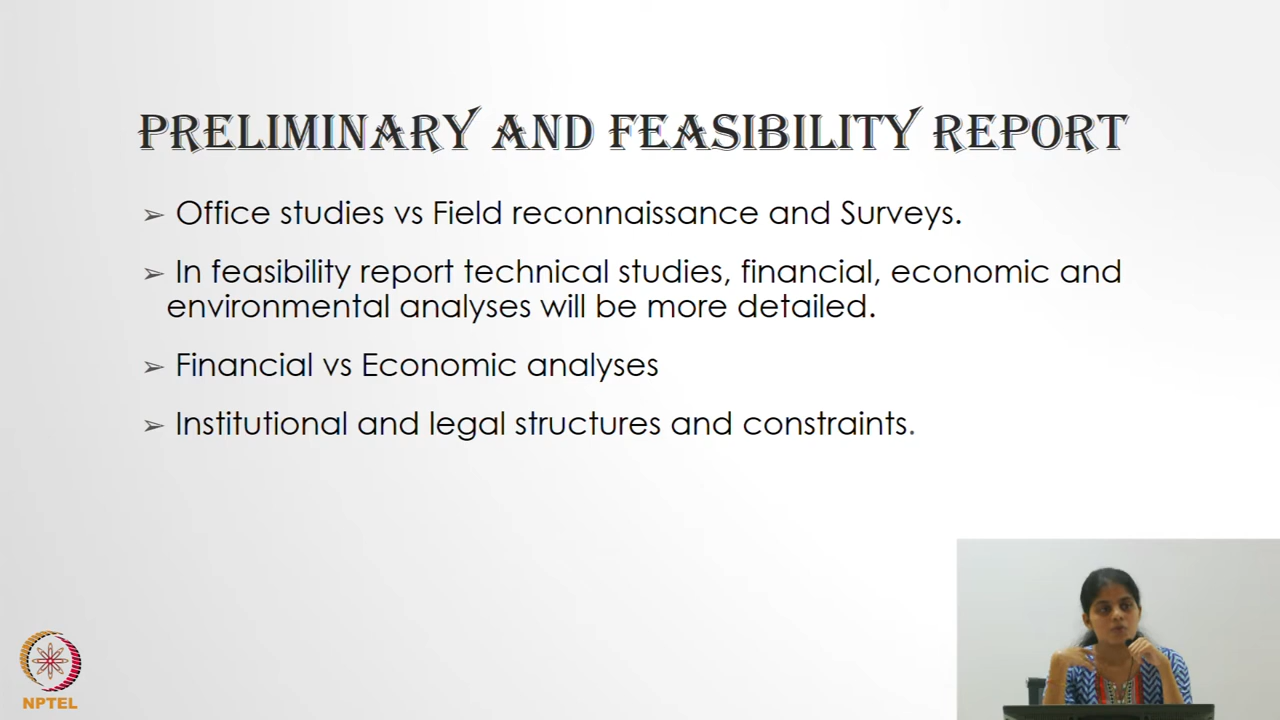 PRELIMINARY AND FEASIBILITY REPORT
➢ Office studies vs Field reconnaissance and Surveys.
➢ In feasibility report technical studies, financial, economic and
environmental analyses will be more detailed.
➢ Financial vs Economic analyses
➢ Institutional and legal structures and constraints.
NPTEL